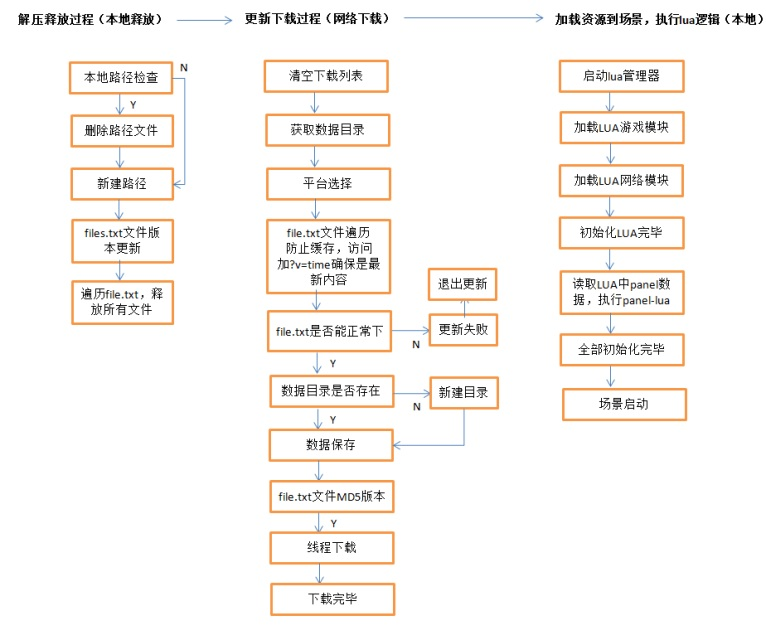 解压释放过程（本地释放）
更新下载过程（网络下载）
加载资源到场景，执行lua逻辑（本地）
本地路径检查
N
Y
删除路径文件
新建路径
files.txt文件版
本更新
遍历file.txt，释
放所有文件
清空下载列表
获取数据目录
平台选择
file.txt文件遍历
防止缓存，访问
加?v=time确保是最
新内容
退出更新
file.txt是否能正常下
N
更新失败
Y
数据目录是否存在
N
新建目录
Y
数据保存
file.txt文件MD5版本
Y
线程下载
下载完毕
启动lua管理器
加载LUA游戏模块
加载LUA网络模块
初始化LUA完毕
读取LUA中panel数
据，执行panel-lua
全部初始化完毕
场景启动